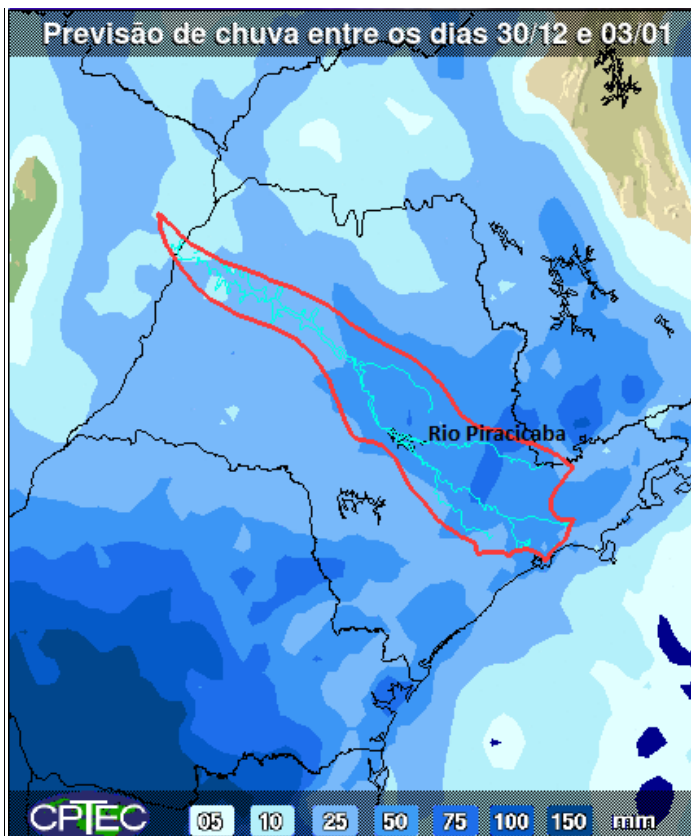 Previsão de chuva entre os dias 30/12 e 03/01
Rio Piracicaba
CPTEC 05 10 25 50 75 100 150 mm